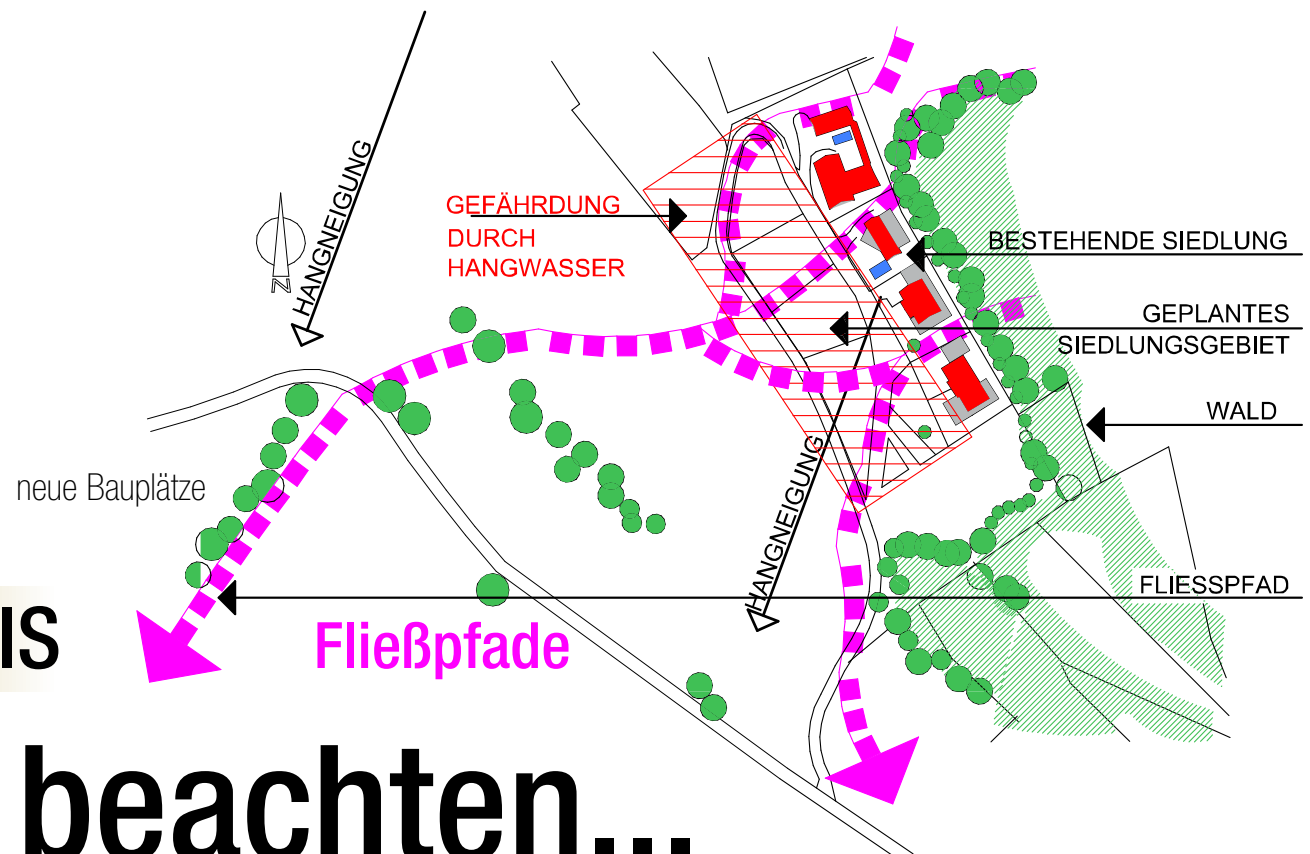 HANGNEIGUNG
GEFÄHRDUNG
DURCH
HANGWASSER
N
BESTEHENDE SIEDLUNG
GEPLANTES
SIEDLUNGSGEBIET
WALD
HANGNEIGUNG
neue Bauplätze
FLIESSPFAD
IS
Fließpfade
beachten...